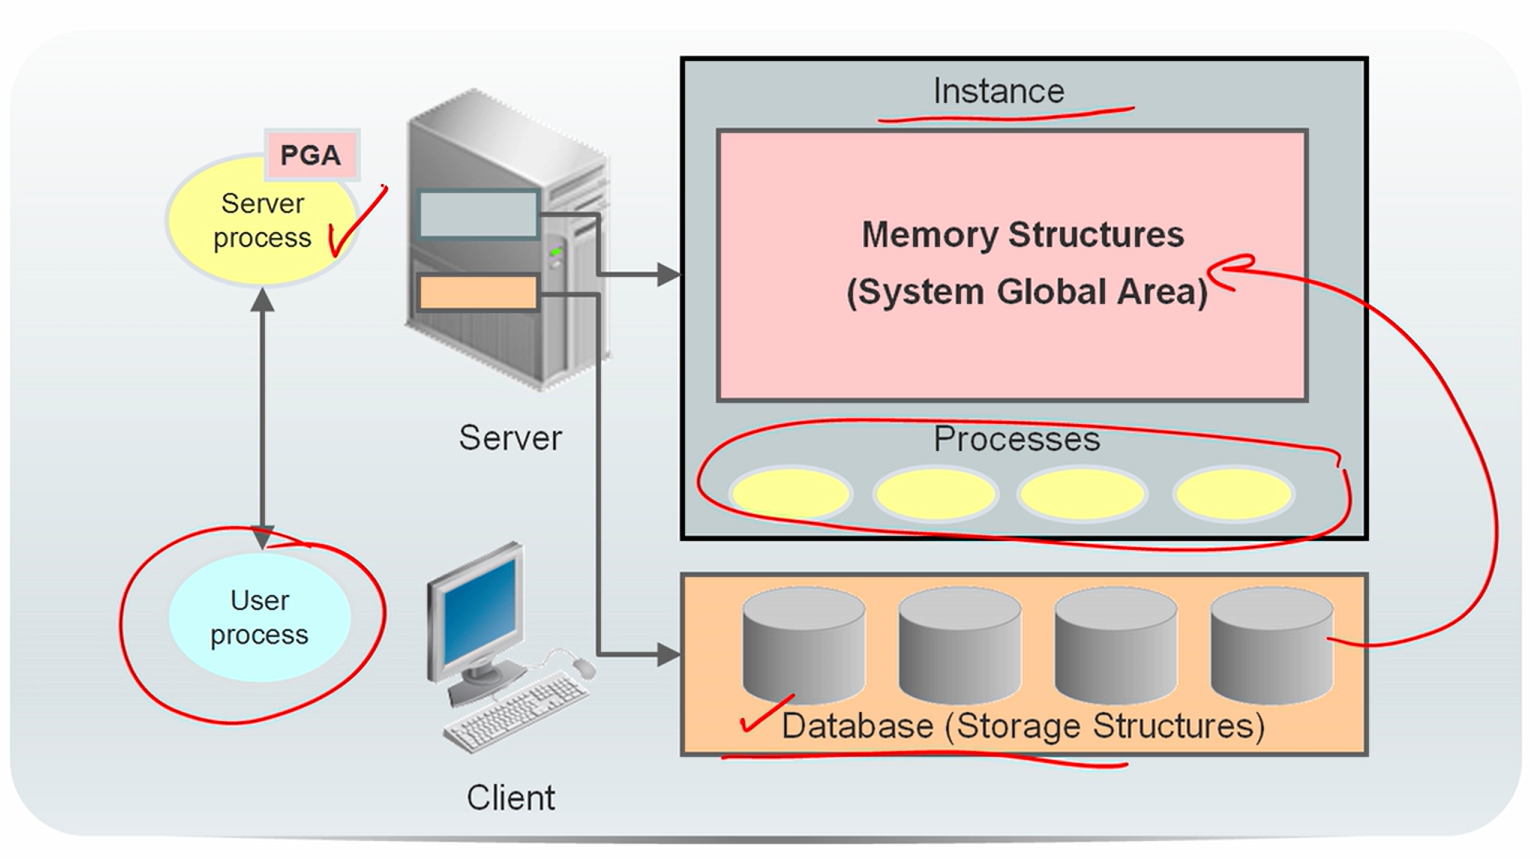 Instance
PGA
Server
process
Memory Structures
(System Global Area)
Server
Processes
User
process
Database (Storage Structures)
Client